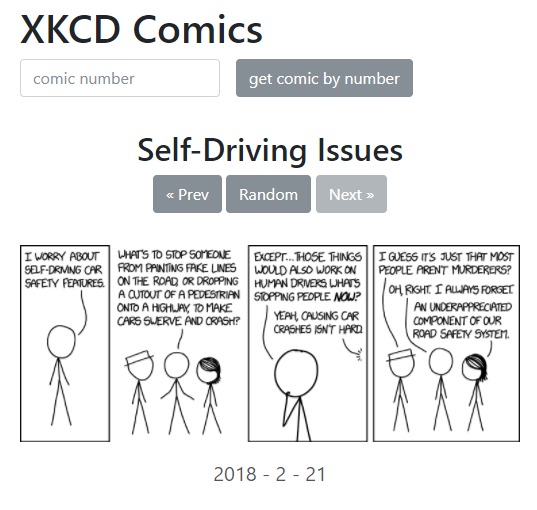 XKCD Comics
comic number
get comic by number
Self-Driving Issues
« Prev
Random
Next »
I WORRY ABOUT
SELF-DRIVING CAR
SAFETY FEATURES.
WHAT'S TO STOP SOMEONE
FROM PAINTING FAKE LINES
ON THE ROAD, OR DROPPING
A CUTOUT OF A PEDESTRIAN
ONTO A HIGHWAY, TO MAKE
CARS SWERVE AND CRASH?
EXCEPT...THOSE THINGS
WOULD ALSO WORK ON
HUMAN DRIVERS. WHAT'S
STOPPING PEOPLE NOW?
YEAH, CAUSING CAR
CRASHES ISN'T HARD.
I GUESS IT'S JUST THAT MOST
PEOPLE AREN'T MURDERERS?
OH, RIGHT. I ALWAYS FORGET.
AN UNDERAPPRECIATED
COMPONENT OF OUR
ROAD SAFETY SYSTEM.
2018 - 2 - 21